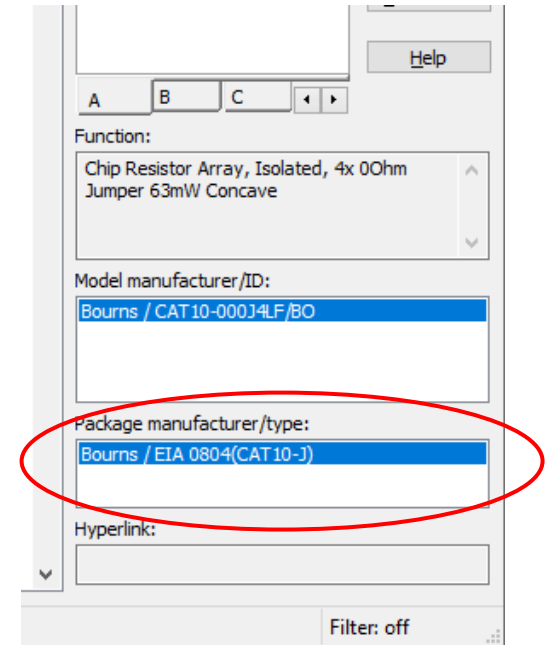 Help
A B C
Function:
Chip Resistor Array, Isolated, 4x 0Ohm
Jumper 63mW Concave
Model manufacturer/ID:
Bourns / CAT10-000J4LF/BO
Package manufacturer/type:
Bourns / EIA 0804(CAT10-J)
Hyperlink:
Filter: off